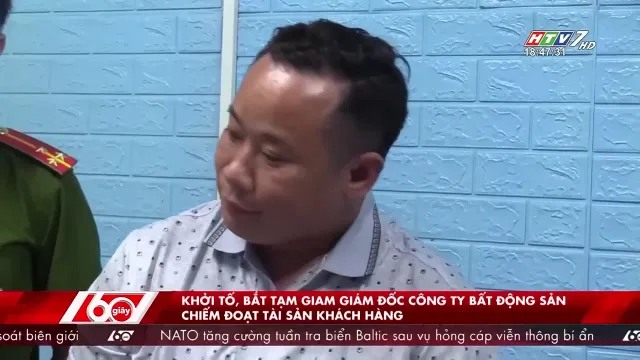 HTV7 HD
18:47:31
KHỞI TỐ, BẮT TẠM GIAM GIÁM ĐỐC CÔNG TY BẤT ĐỘNG SẢN
CHIẾM ĐOẠT TÀI SẢN KHÁCH HÀNG
60 giây
soát biên giới 60 NATO tăng cường tuần tra biển Baltic sau vụ hỏng cáp viễn thông bí ẩn